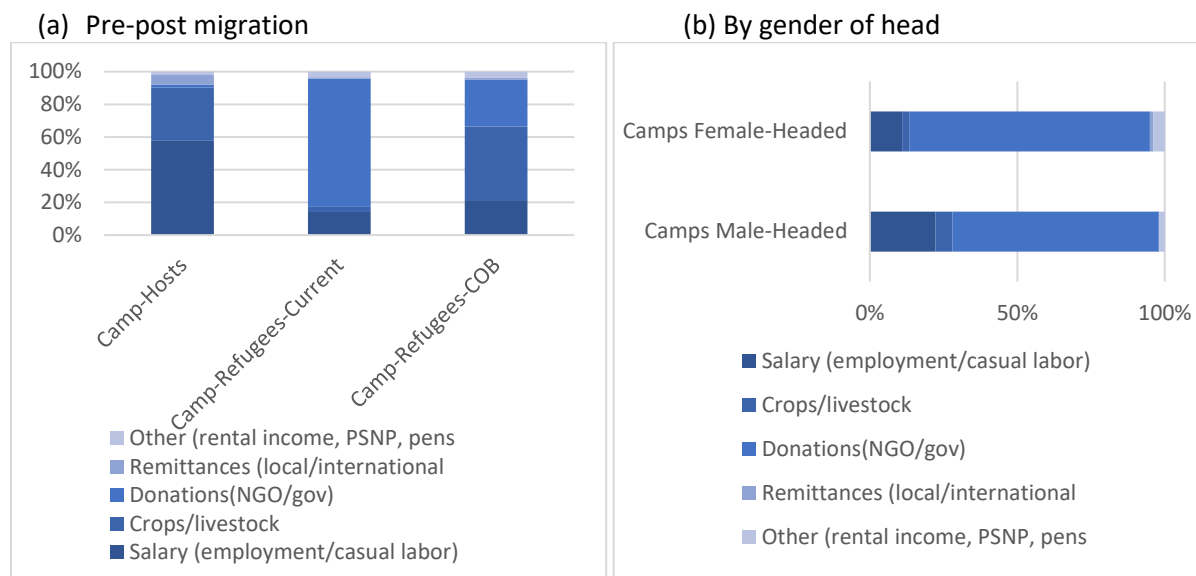 (a) Pre-post migration
100%
80%
60%
40%
20%
0%
Camp-Hosts
Camp-Refugees-Current
Camp-Refugees-COB
Other (rental income, PSNP, pens
Remittances (local/international
Donations(NGO/gov)
Crops/livestock
Salary (employment/casual labor)
(b) By gender of head
Camps Female-Headed
Camps Male-Headed
0% 50% 100%
Salary (employment/casual labor)
Crops/livestock
Donations(NGO/gov)
Remittances (local/international
Other (rental income, PSNP, pens